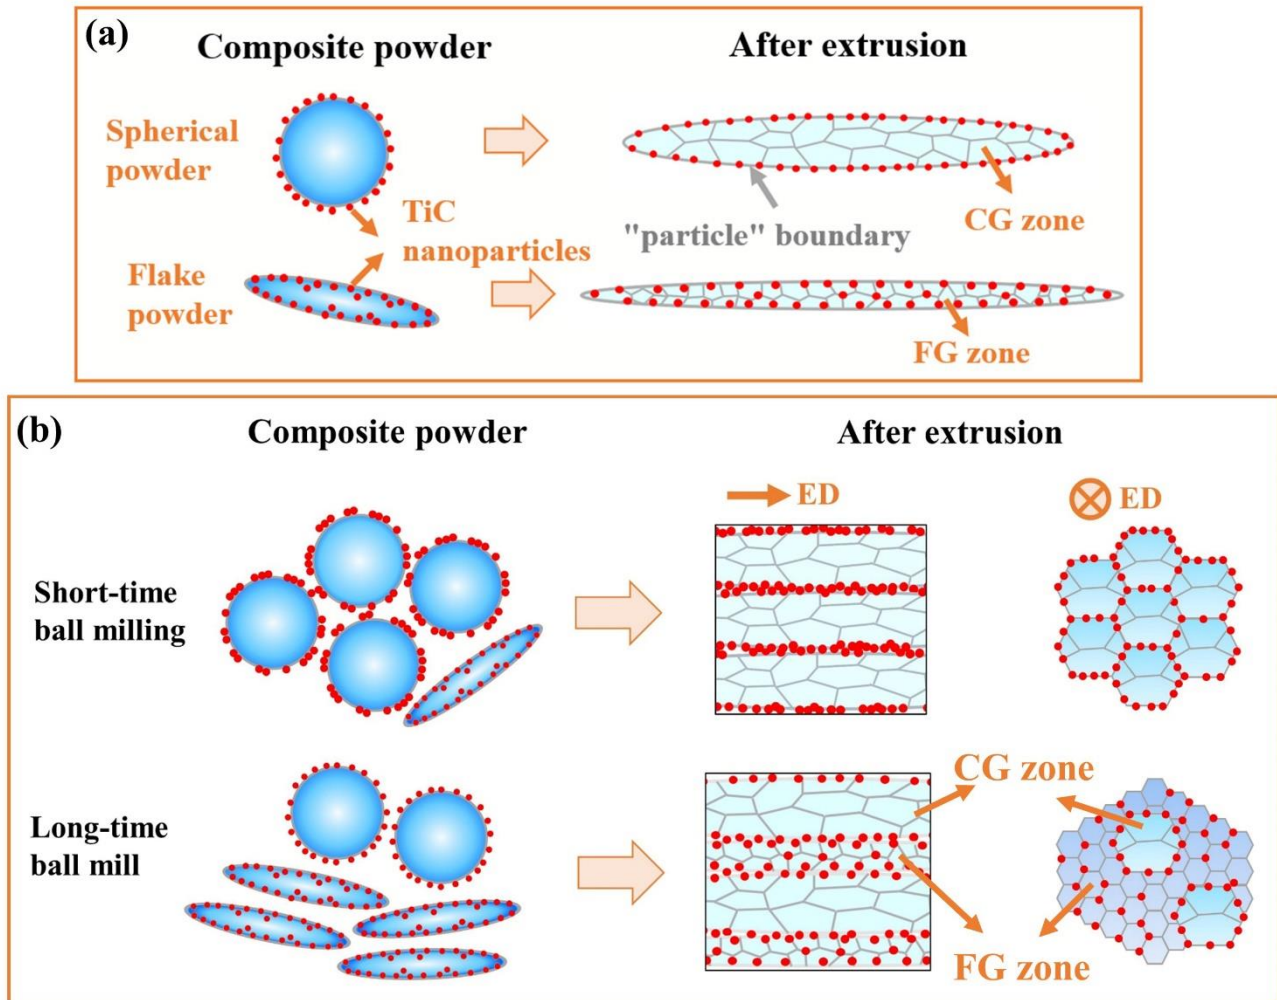 (a)
Composite powder
After extrusion
Spherical
powder
TiC
nanoparticles
CG zone
"particle" boundary
Flake
powder
FG zone
(b)
Composite powder
After extrusion
ED
ED
Short-time
ball milling
CG zone
Long-time
ball mill
FG zone